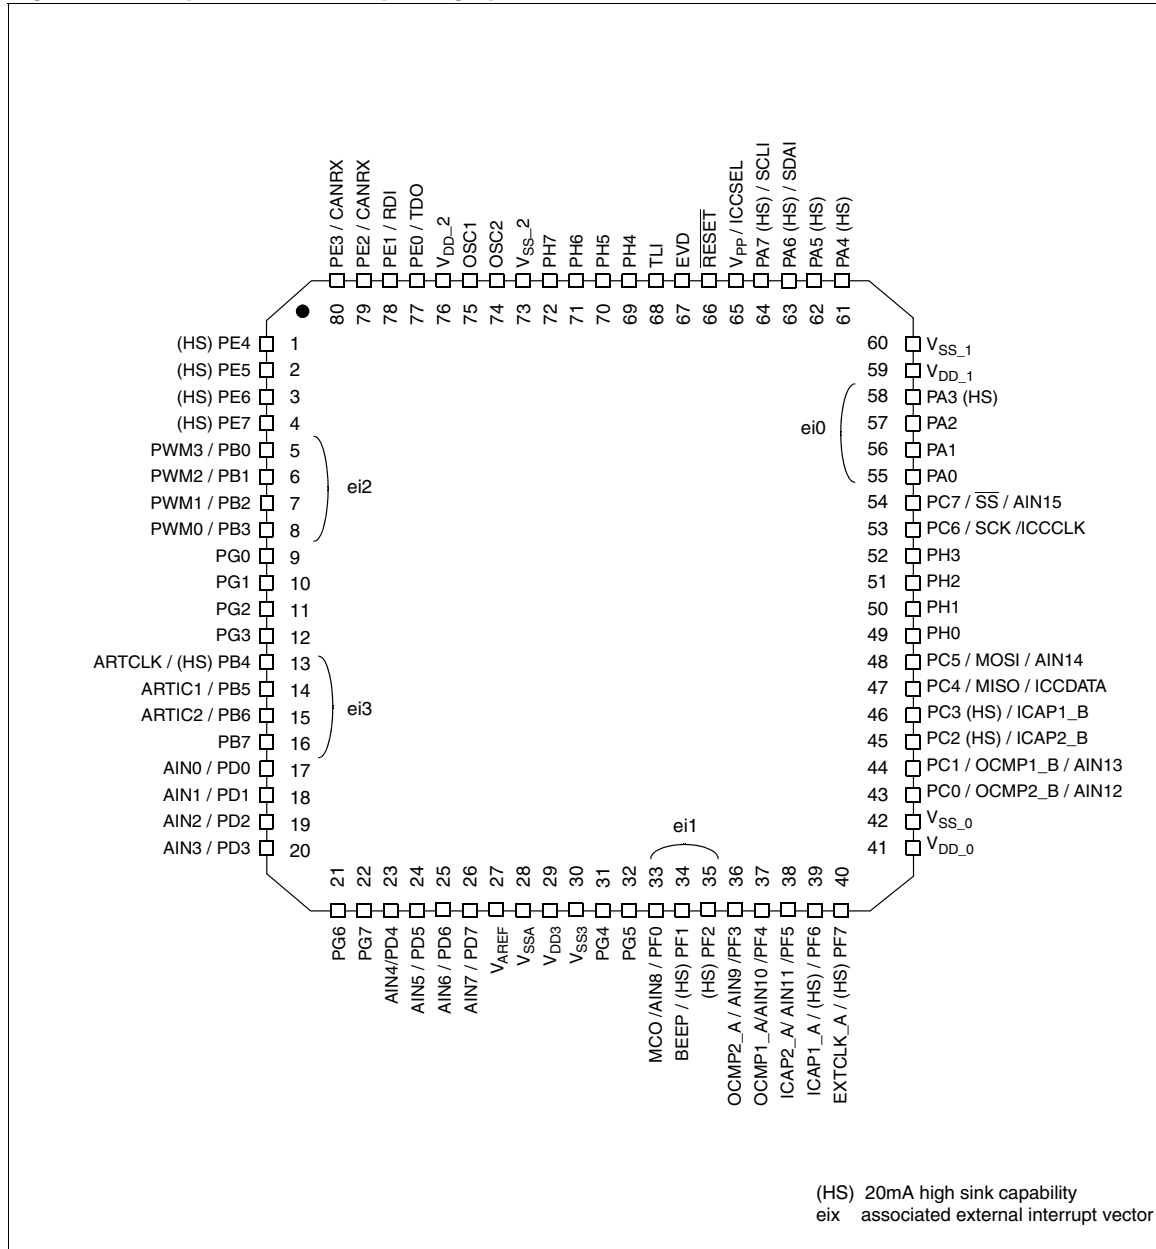 PE3 / CANRX
PE2 / CANRX
PE1 / RDI
PE0 / TDO
VDD_2
OSC1
OSC2
VSS_2
PH7
PH6
PH5
PH4
TLI
EVD
RESET
VPP / ICCSEL
PA7 (HS) / SCLI
PA6 (HS) / SDAI
PA5 (HS)
PA4 (HS)
80 79 78 77 76 75 74 73 72 71 70 69 68 67 66 65 64 63 62 61
(HS) PE4 1
(HS) PE5 2
(HS) PE6 3
(HS) PE7 4
PWM3 / PB0 5
PWM2 / PB1 6
PWM1 / PB2 7
PWM0 / PB3 8
ei2
PG0 9
PG1 10
PG2 11
PG3 12
ARTCLK / (HS) PB4 13
ARTIC1 / PB5 14
ARTIC2 / PB6 15
PB7 16
ei3
AIN0 / PD0 17
AIN1 / PD1 18
AIN2 / PD2 19
AIN3 / PD3 20
60 VSS_1
59 VDD_1
58 PA3 (HS)
57 PA2
56 PA1
55 PA0
ei0
54 PC7 / SS / AIN15
53 PC6 / SCK /ICCCLK
52 PH3
51 PH2
50 PH1
49 PH0
48 PC5 / MOSI / AIN14
47 PC4 / MISO / ICCDATA
46 PC3 (HS) / ICAP1_B
45 PC2 (HS) / ICAP2_B
44 PC1 / OCMP1_B / AIN13
43 PC0 / OCMP2_B / AIN12
42 VSS_0
41 VDD_0
ei1
21 22 23 24 25 26 27 28 29 30 31 32 33 34 35 36 37 38 39 40
PG6
PG7
AIN4/PD4
AIN5 / PD5
AIN6 / PD6
AIN7 / PD7
VAREF
VSSA
VDD3
VSS3
PG4
PG5
MCO /AIN8 / PF0
BEEP / (HS) PF1
(HS) PF2
OCMP2_A / AIN9 /PF3
OCMP1_A/AIN10 /PF4
ICAP2_A/ AIN11 /PF5
ICAP1_A / (HS) / PF6
EXTCLK_A / (HS) PF7
(HS) 20mA high sink capability
eix associated external interrupt vector